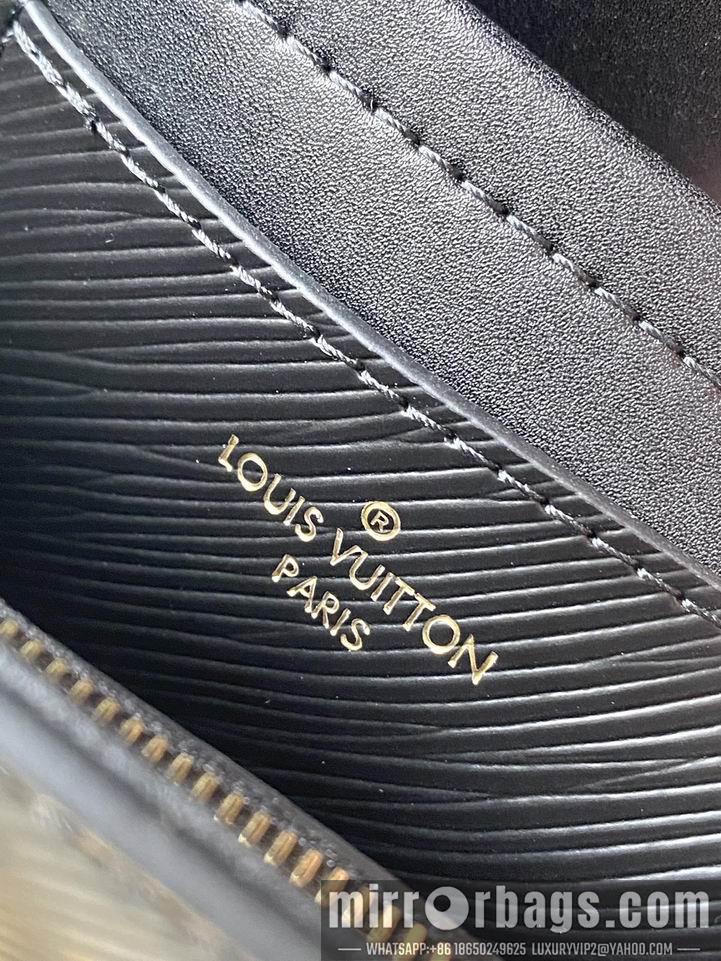 ®
LOUIS VUITTON
PARIS
mirrorbags.com
WHATSAPP:+86 18650249625 LUXURYVIP2@YAHOO.COM